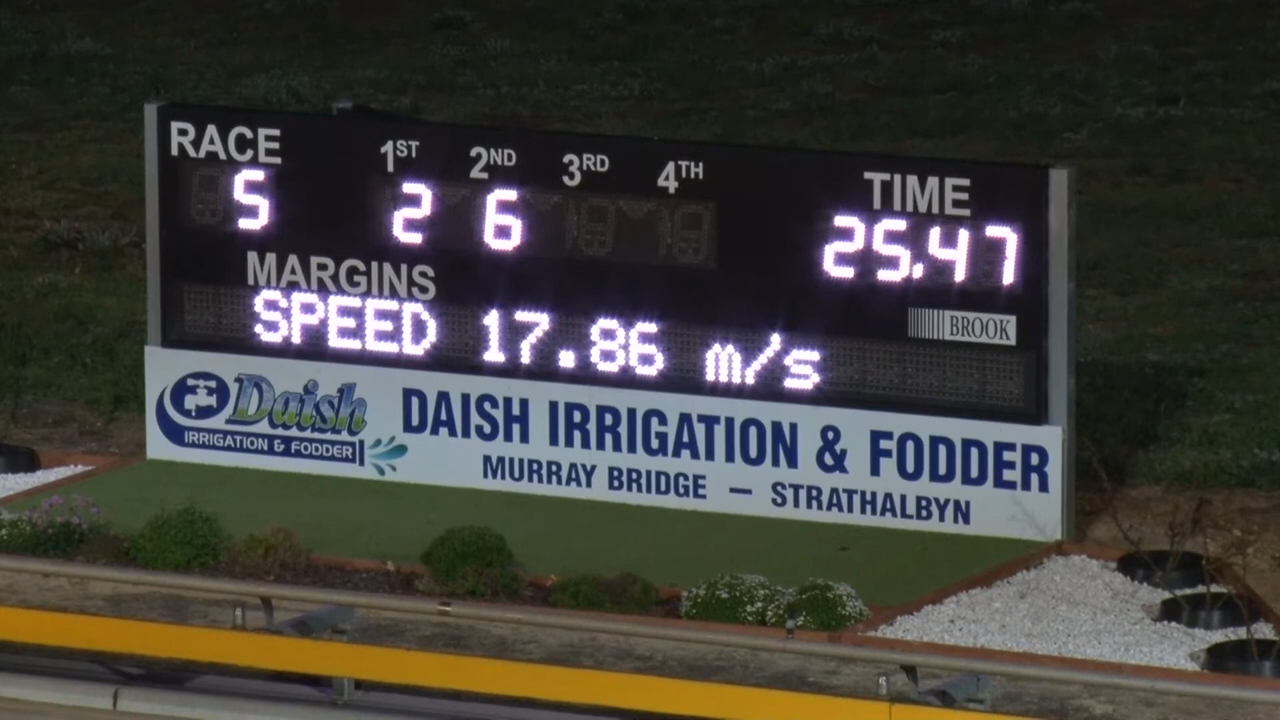 RACE 1ST 2ND 3RD 4TH TIME
5 2 6 25.47
MARGINS
SPEED 17.86 m/s
BROOK
Daish
IRRIGATION & FODDER
DAISH IRRIGATION & FODDER
MURRAY BRIDGE – STRATHALBYN